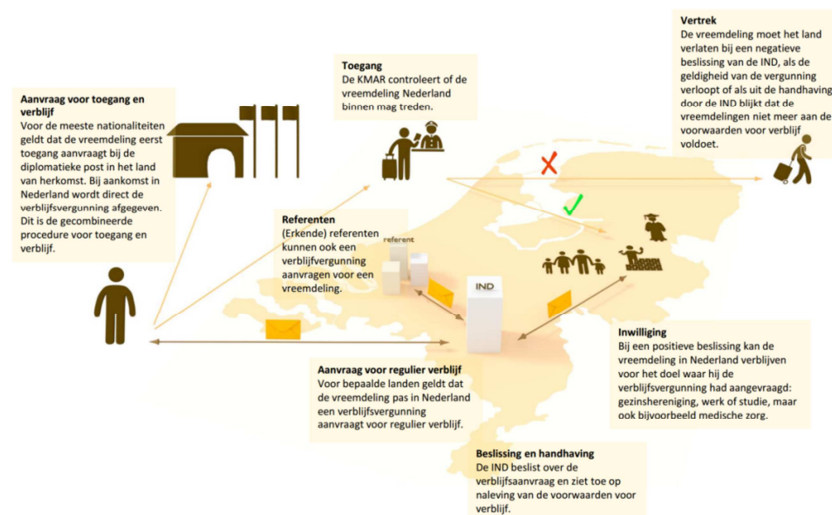 Vertrek
De vreemdeling moet het land
verlaten bij een negatieve
beslissing van de IND, als de
geldigheid van de vergunning
verloopt of als uit de handhaving
door de IND blijkt dat de
vreemdelingen niet meer aan de
voorwaarden voor verblijf
voldoet.
Toegang
De KMAR controleert of de
vreemdeling Nederland
binnen mag treden.
Aanvraag voor toegang en
verblijf
Voor de meeste nationaliteiten
geldt dat de vreemdeling eerst
toegang aanvraagt bij de
diplomatieke post in het land
van herkomst. Bij aankomst in
Nederland wordt direct de
verblijfsvergunning afgegeven.
Dit is de gecombineerde
procedure voor toegang en
verblijf.
Referenten
(Erkende) referenten
kunnen ook een
verblijfvergunning
aanvragen voor een
vreemdeling.
referent
IND
Inwilliging
Bij een positieve beslissing kan de
vreemdeling in Nederland verblijven
voor het doel waar hij de
verblijfsvergunning had aangevraagd:
gezinshereniging, werk of studie, maar
ook bijvoorbeeld medische zorg.
Aanvraag voor regulier verblijf
Voor bepaalde landen geldt dat
de vreemdeling pas in Nederland
een verblijfsvergunning
aanvraagt voor regulier verblijf.
Beslissing en handhaving
De IND beslist over de
verblijfsaanvraag en ziet toe op
naleving van de voorwaarden voor
verblijf.